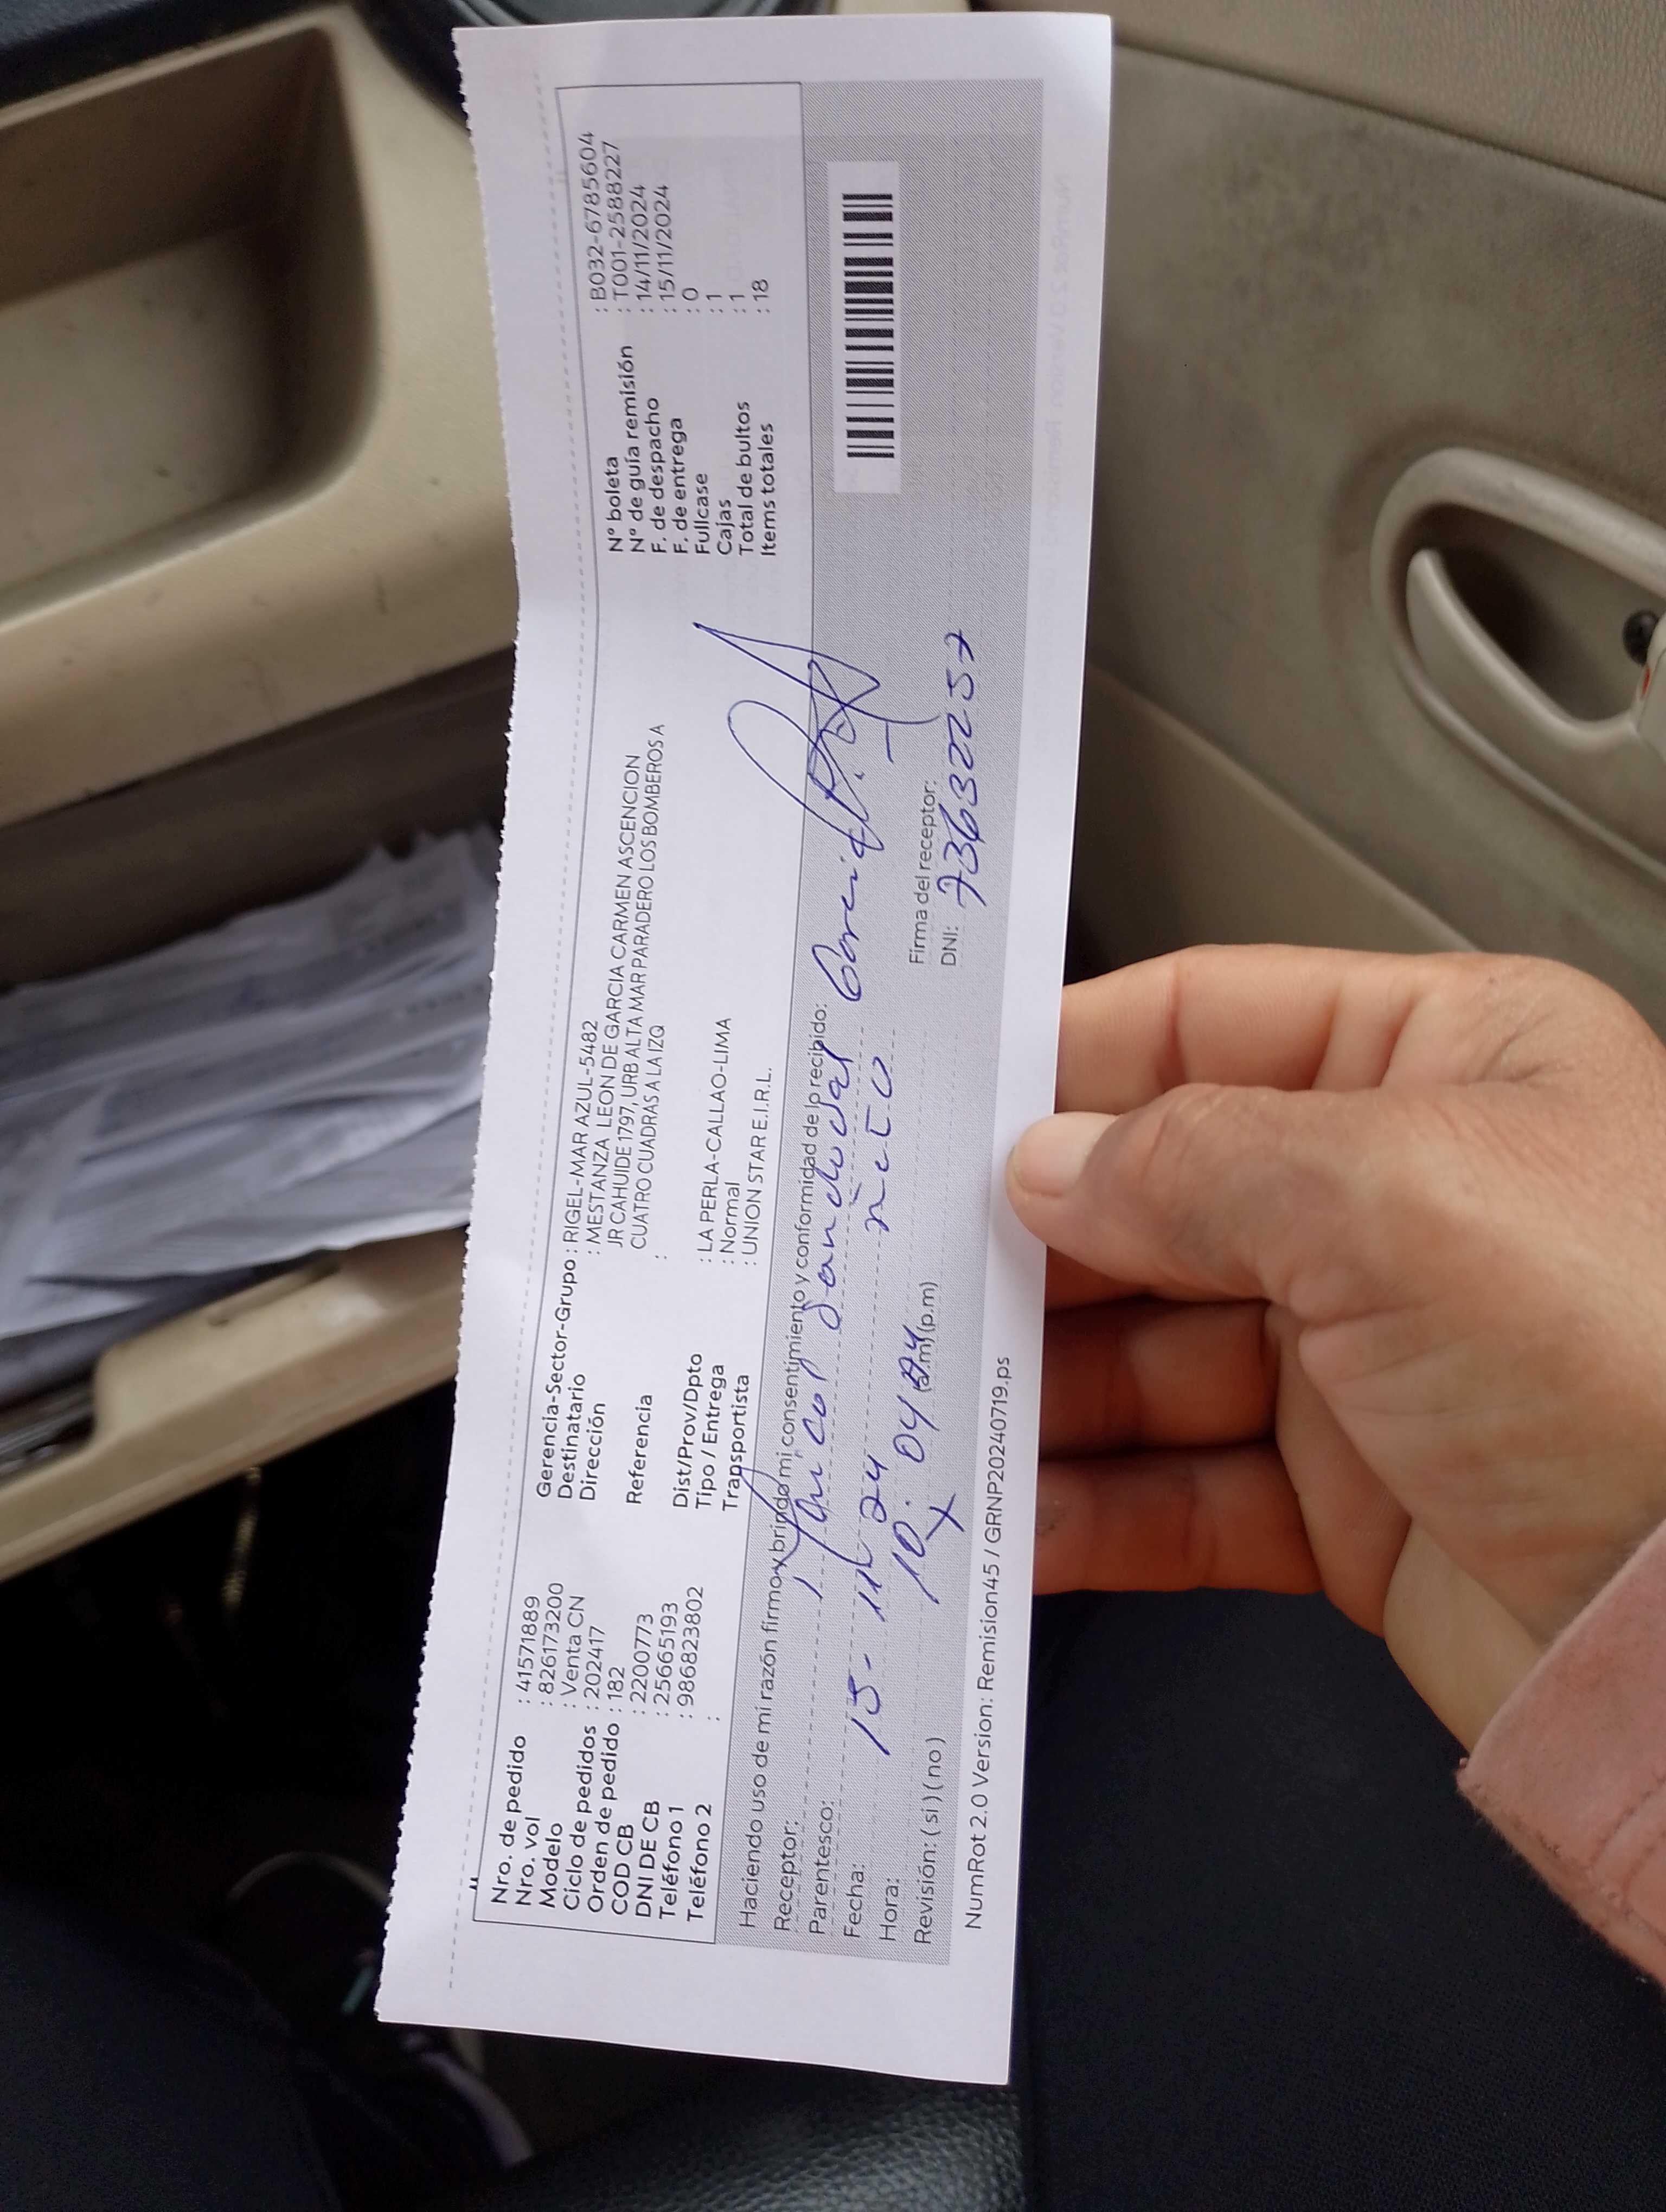 Nro. de pedido : 41571889
Nro. vol : 826173200
Modelo : Venta CN
Ciclo de pedidos : 202417
Orden de pedido : 182
COD CB : 2200773
DNI DE CB : 25665193
Teléfono 1 : 986823802
Teléfono 2 :
Gerencia-Sector-Grupo : RIGEL-MAR AZUL-5482
Destinatario : MESTANZA LEON DE GARCIA CARMEN ASCENCION
Dirección JR CAHUIDE 1797, URB ALTA MAR PARADERO LOS BOMBEROS A
CUATRO CUADRAS A LA IZQ
Referencia :
Dist/Prov/Dpto : LA PERLA-CALLAO-LIMA
Tipo / Entrega : Normal
Transportista : UNION STAR E.I.R.L.
N° boleta : B032-6785604
N° de guía remisión : T001-2588227
F. de despacho : 14/11/2024
F. de entrega : 15/11/2024
Fullcase : 0
Cajas : 1
Total de bultos : 1
Items totales : 18
Haciendo uso de mi razón firmo y brindo mi consentimiento y conformidad de lo recibido:
Receptor: Sandoval
Parentesco: nieto
Fecha: 15-11-24
Hora: 10:04 (a.m) (p.m)
Revisión: ( si ) ( no )
Firma del receptor:
DNI: 73632257
NumRot 2.0 Version: Remision45 / GRNP20240719.ps